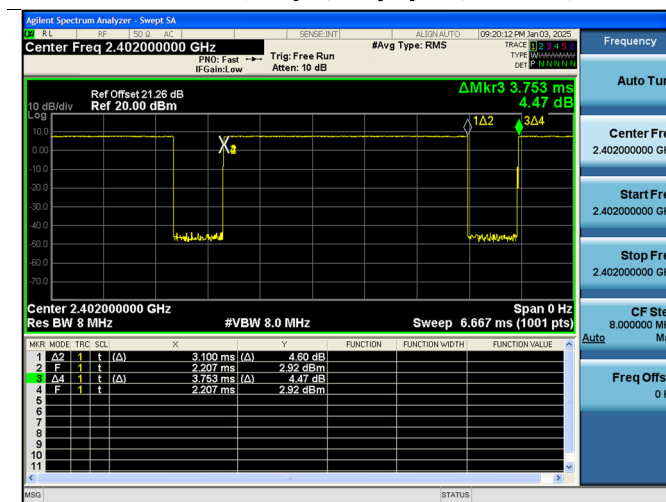 Agilent Spectrum Analyzer - Swept SA
LXI RL RF 50 Ω AC SENSE:INT ALIGN AUTO 09:20:12 PM Jan 03, 2025
Center Freq 2.402000000 GHz #Avg Type: RMS TRACE 1 2 3 4 5 6
PNO: Fast Trig: Free Run TYPE WWWWWW
IFGain:Low Atten: 10 dB DET P N N N N N
Frequency
Auto Tun
ΔMkr3 3.753 ms
Ref Offset 21.26 dB
10 dB/div Ref 20.00 dBm 4.47 dB
Log
10.0
0.00
-10.0
-20.0
-30.0
-40.0
-50.0
-60.0
-70.0
1Δ2 3Δ4
X2
Center 2.402000000 GHz Span 0 Hz
Res BW 8 MHz #VBW 8.0 MHz Sweep 6.667 ms (1001 pts)
MKR MODE TRC SCL X Y FUNCTION FUNCTION WIDTH FUNCTION VALUE
1 Δ2 1 t (Δ) 3.100 ms (Δ) 4.60 dB
2 F 1 t 2.207 ms 2.92 dBm
3 Δ4 1 t (Δ) 3.753 ms (Δ) 4.47 dB
4 F 1 t 2.207 ms 2.92 dBm
5
6
7
8
9
10
11
MSG STATUS
Center Fre
2.402000000 GH
Start Fre
2.402000000 GH
Stop Fre
2.402000000 GH
CF Ste
8.000000 MH
Auto Ma
Freq Offs
0 H